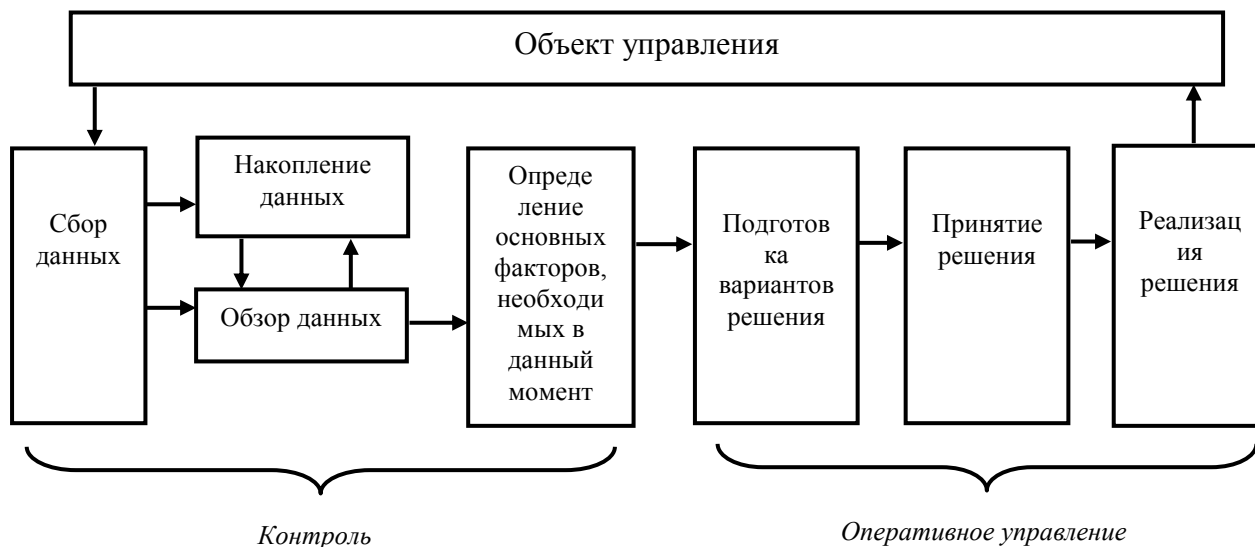 Объект управления
Сбор
данных
Накопление
данных
Обзор данных
Опреде
ление
основных
факторов,
необходи
мых в
данный
момент
Подготов
ка
вариантов
решения
Принятие
решения
Реализац
ия
решения
Контроль
Оперативное управление